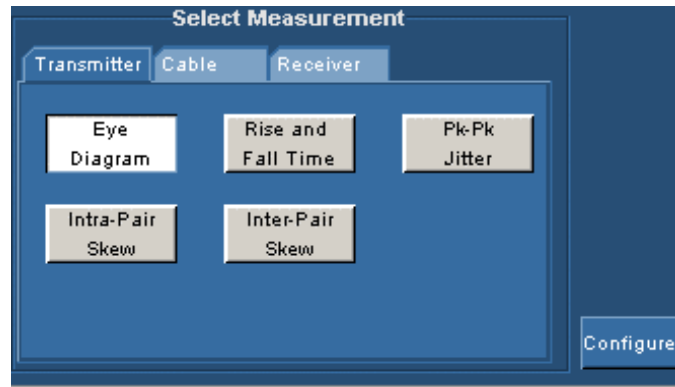 Select Measurement
Transmitter Cable Receiver
Eye Diagram
Rise and Fall Time
Pk-Pk Jitter
Intra-Pair Skew
Inter-Pair Skew
Configure